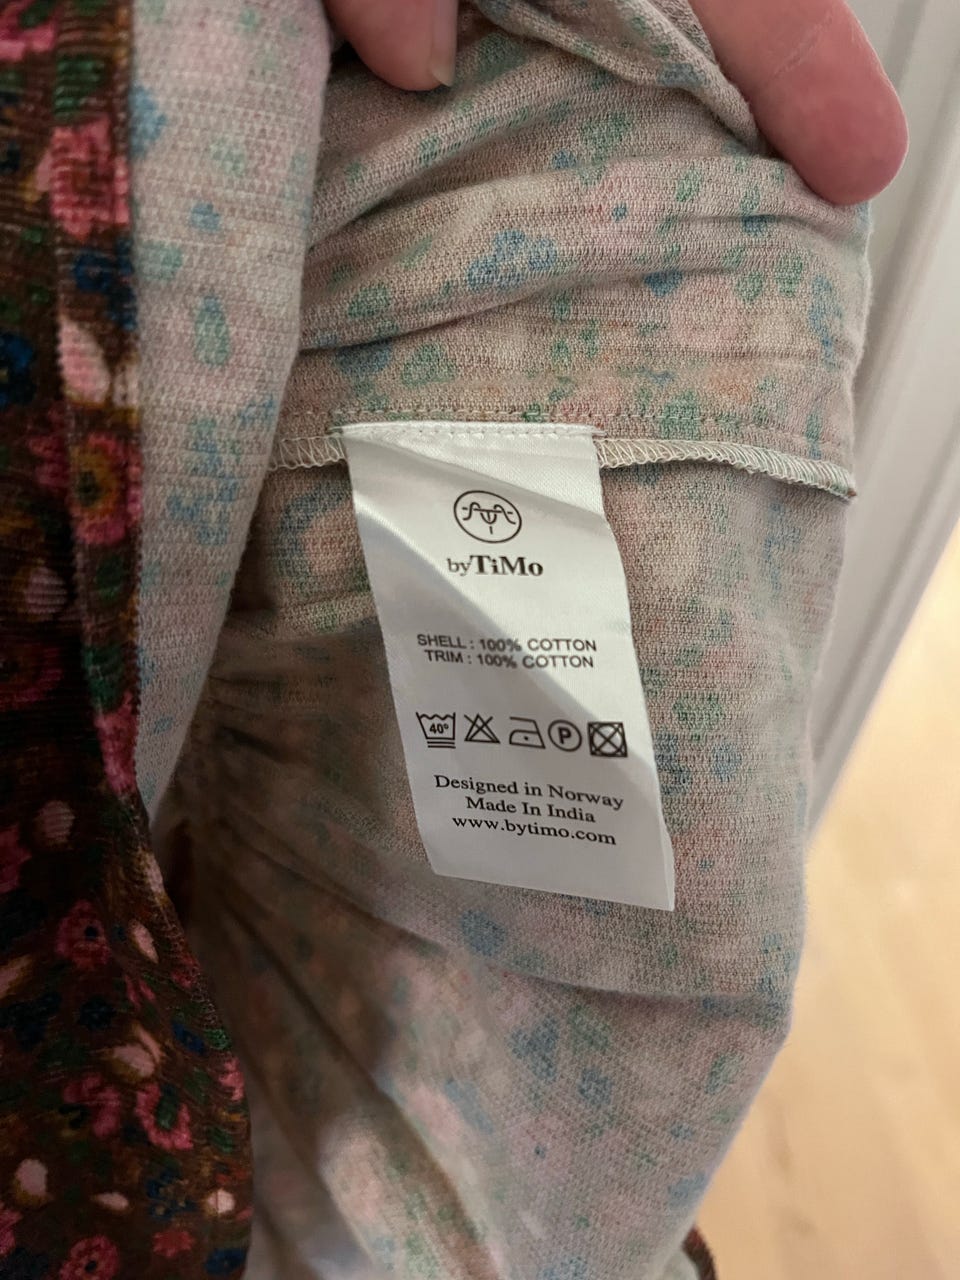 byTiMo
SHELL : 100% COTTON
TRIM : 100% COTTON
40° P
Designed in Norway
Made In India
www.bytimo.com